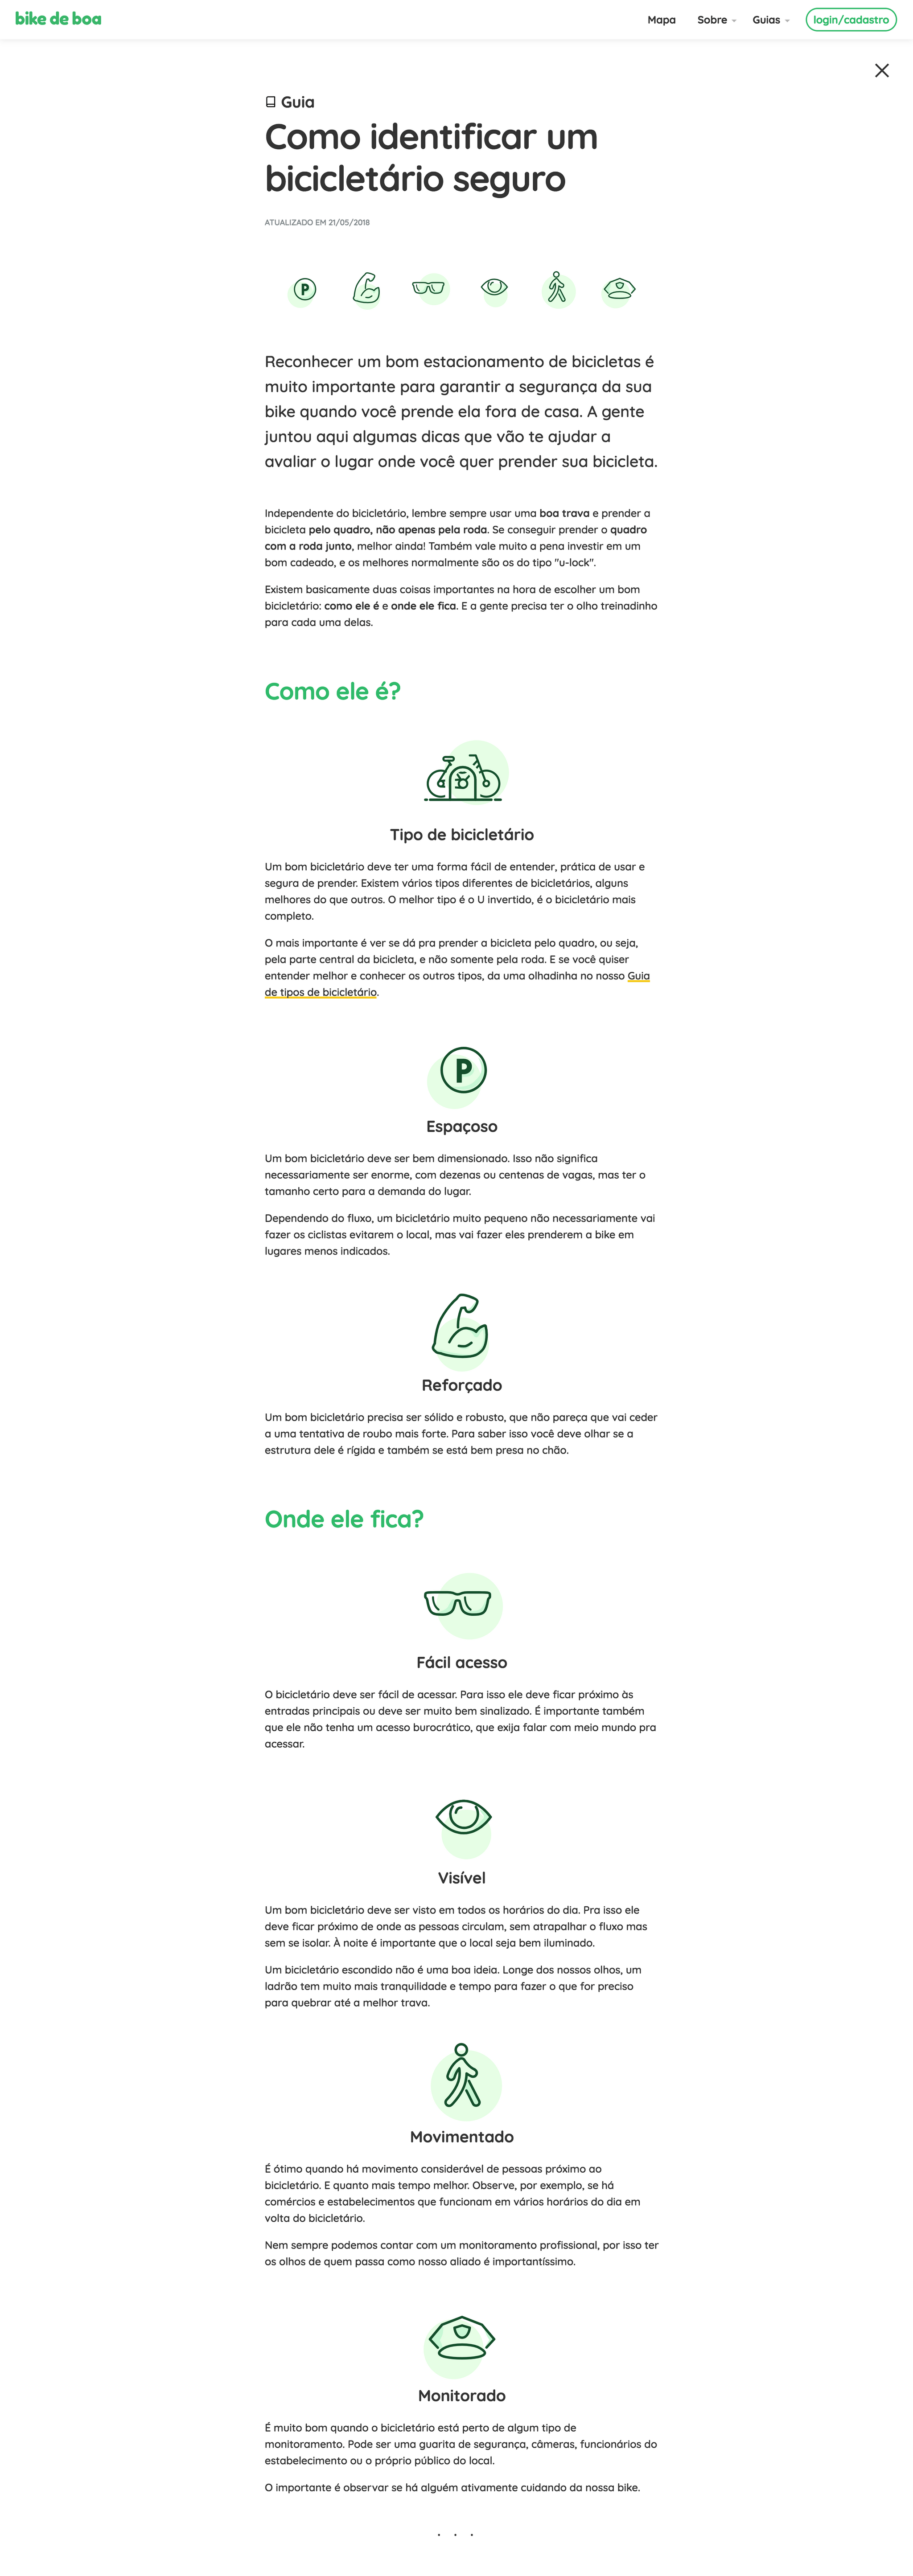 bike de boa
Mapa Sobre Guias login/cadastro
Guia
Como identificar um
bicicletário seguro
ATUALIZADO EM 21/05/2018
P
Reconhecer um bom estacionamento de bicicletas é
muito importante para garantir a segurança da sua
bike quando você prende ela fora de casa. A gente
juntou aqui algumas dicas que vão te ajudar a
avaliar o lugar onde você quer prender sua bicicleta.
Independente do bicicletário, lembre sempre usar uma boa trava e prender a
bicicleta pelo quadro, não apenas pela roda. Se conseguir prender o quadro
com a roda junto, melhor ainda! Também vale muito a pena investir em um
bom cadeado, e os melhores normalmente são os do tipo "u-lock".
Existem basicamente duas coisas importantes na hora de escolher um bom
bicicletário: como ele é e onde ele fica. E a gente precisa ter o olho treinadinho
para cada uma delas.
Como ele é?
Tipo de bicicletário
Um bom bicicletário deve ter uma forma fácil de entender, prática de usar e
segura de prender. Existem vários tipos diferentes de bicicletários, alguns
melhores do que outros. O melhor tipo é o U invertido, é o bicicletário mais
completo.
O mais importante é ver se dá pra prender a bicicleta pelo quadro, ou seja,
pela parte central da bicicleta, e não somente pela roda. E se você quiser
entender melhor e conhecer os outros tipos, da uma olhadinha no nosso Guia
de tipos de bicicletário.
P
Espaçoso
Um bom bicicletário deve ser bem dimensionado. Isso não significa
necessariamente ser enorme, com dezenas ou centenas de vagas, mas ter o
tamanho certo para a demanda do lugar.
Dependendo do fluxo, um bicicletário muito pequeno não necessariamente vai
fazer os ciclistas evitarem o local, mas vai fazer eles prenderem a bike em
lugares menos indicados.
Reforçado
Um bom bicicletário precisa ser sólido e robusto, que não pareça que vai ceder
a uma tentativa de roubo mais forte. Para saber isso você deve olhar se a
estrutura dele é rígida e também se está bem presa no chão.
Onde ele fica?
Fácil acesso
O bicicletário deve ser fácil de acessar. Para isso ele deve ficar próximo às
entradas principais ou deve ser muito bem sinalizado. É importante também
que ele não tenha um acesso burocrático, que exija falar com meio mundo pra
acessar.
Visível
Um bom bicicletário deve ser visto em todos os horários do dia. Pra isso ele
deve ficar próximo de onde as pessoas circulam, sem atrapalhar o fluxo mas
sem se isolar. À noite é importante que o local seja bem iluminado.
Um bicicletário escondido não é uma boa ideia. Longe dos nossos olhos, um
ladrão tem muito mais tranquilidade e tempo para fazer o que for preciso
para quebrar até a melhor trava.
Movimentado
É ótimo quando há movimento considerável de pessoas próximo ao
bicicletário. E quanto mais tempo melhor. Observe, por exemplo, se há
comércios e estabelecimentos que funcionam em vários horários do dia em
volta do bicicletário.
Nem sempre podemos contar com um monitoramento profissional, por isso ter
os olhos de quem passa como nosso aliado é importantíssimo.
Monitorado
É muito bom quando o bicicletário está perto de algum tipo de
monitoramento. Pode ser uma guarita de segurança, câmeras, funcionários do
estabelecimento ou o próprio público do local.
O importante é observar se há alguém ativamente cuidando da nossa bike.
. . .